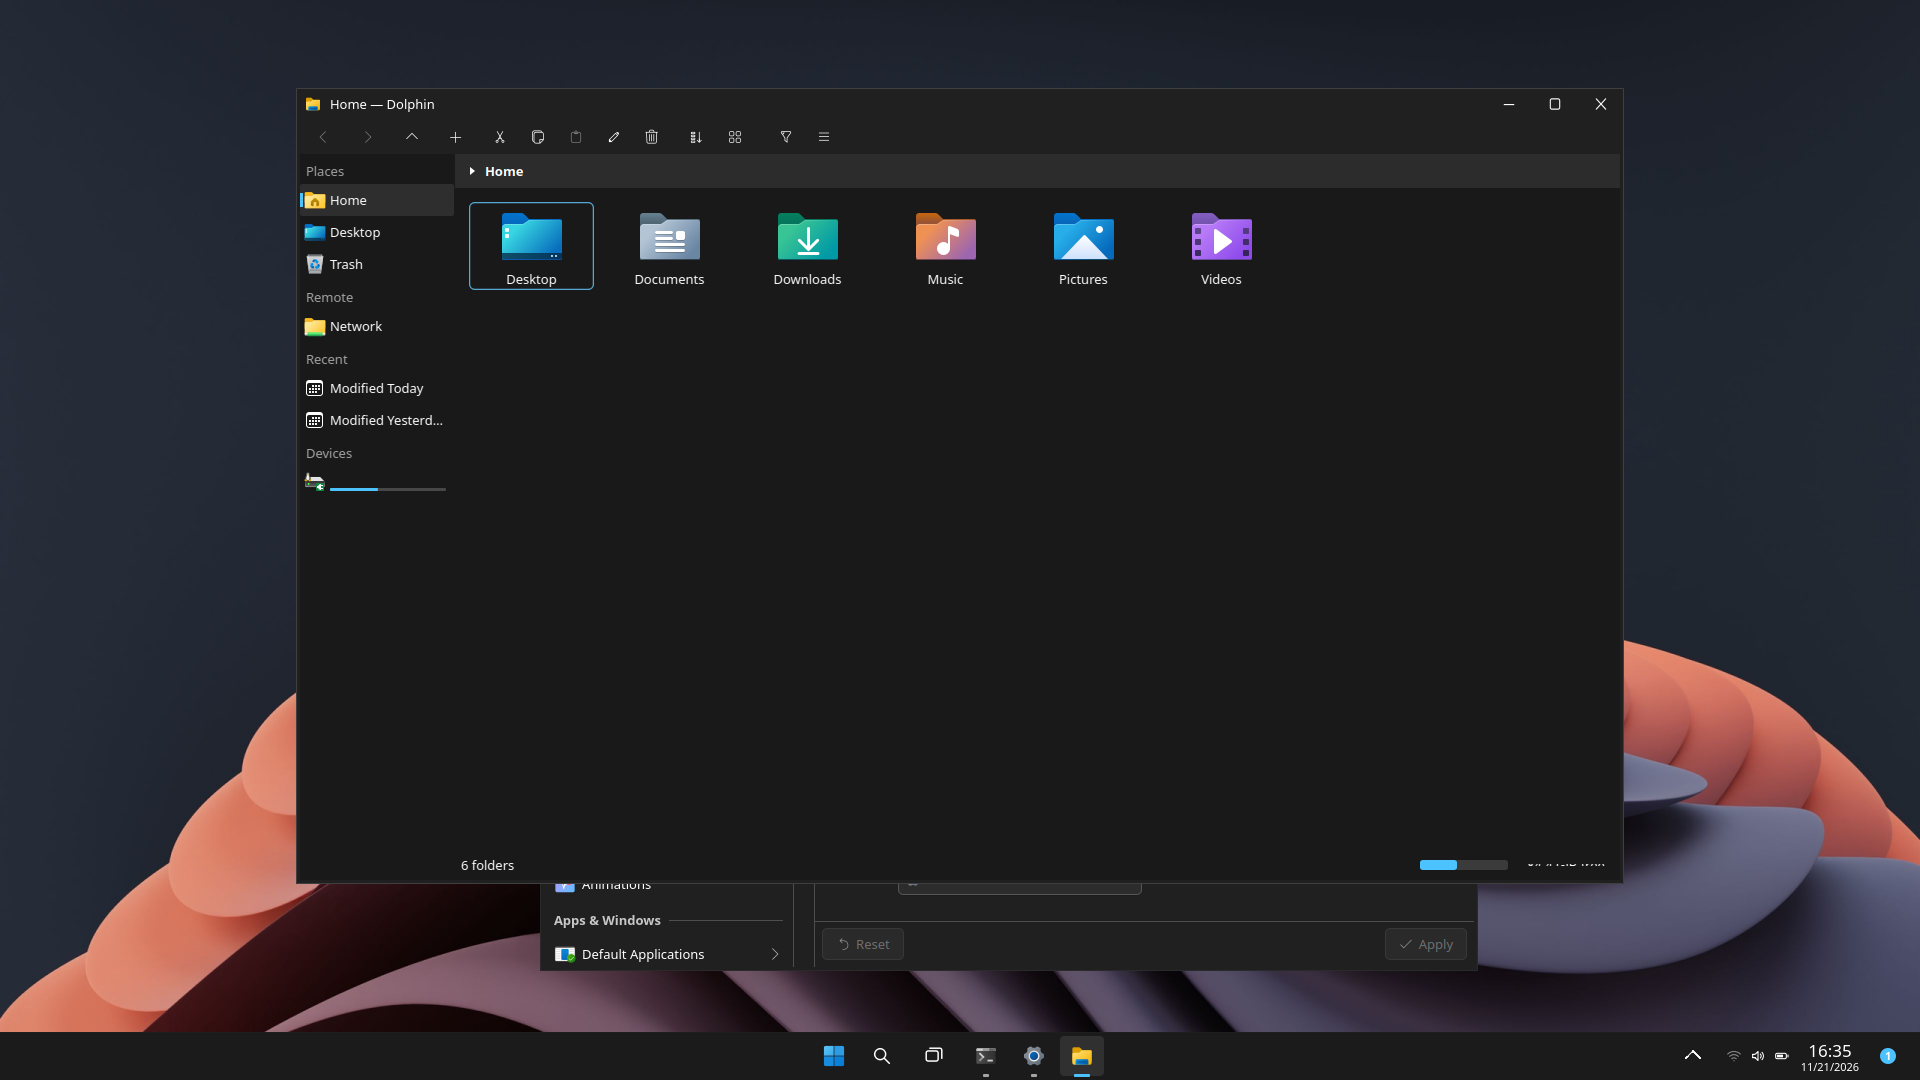 Home — Dolphin
Places
Home
Home
Desktop
Trash
Remote
Network
Recent
Modified Today
Modified Yesterd...
Devices
Desktop
Documents
Downloads
Music
Pictures
Videos
6 folders
Animations
Apps & Windows
Default Applications
Reset
Apply
16:35
11/21/2026
1